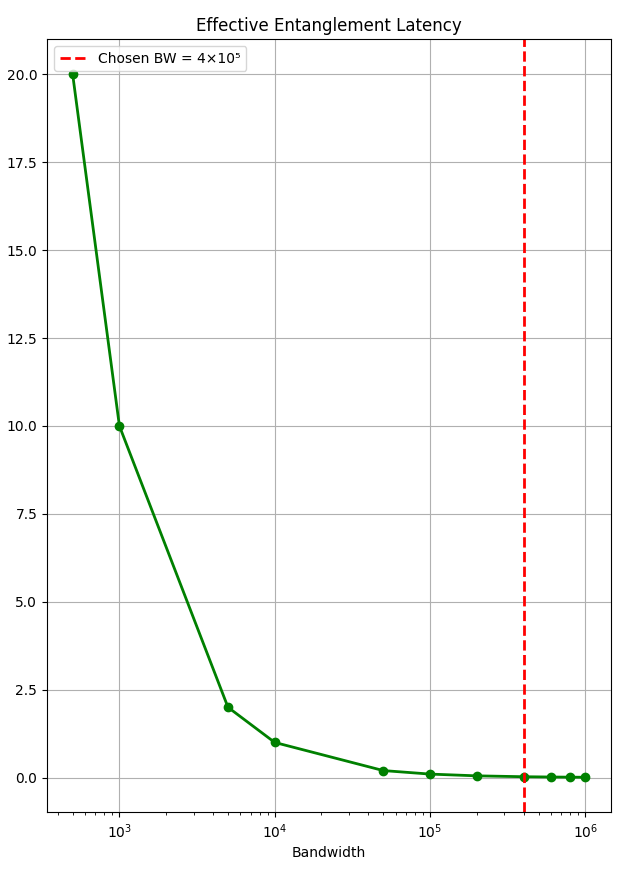 Effective Entanglement Latency
Chosen BW = 4×10⁵
20.0
17.5
15.0
12.5
10.0
7.5
5.0
2.5
0.0
10³ 10⁴ 10⁵ 10⁶
Bandwidth